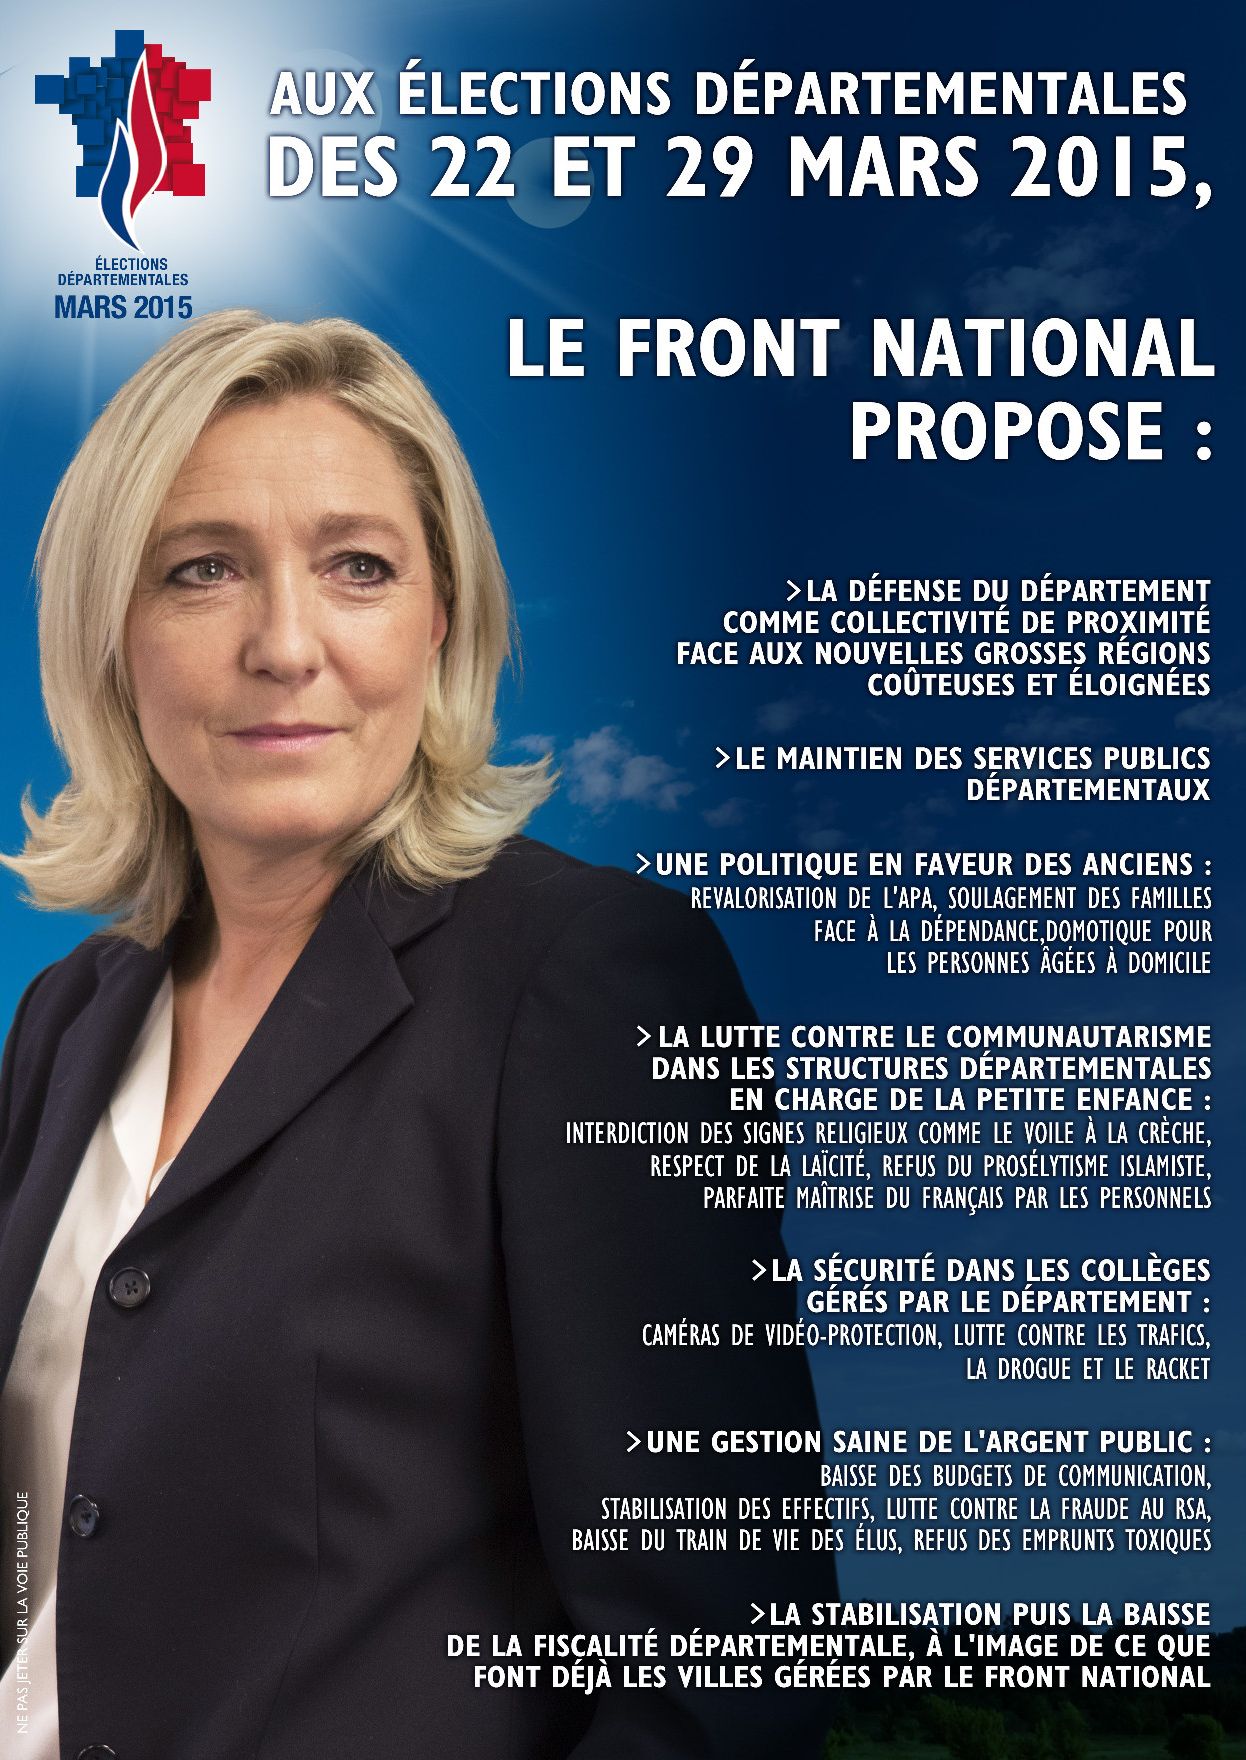 AUX ÉLECTIONS DÉPARTEMENTALES
DES 22 ET 29 MARS 2015,
ÉLECTIONS
DÉPARTEMENTALES
MARS 2015
LE FRONT NATIONAL
PROPOSE :
>LA DÉFENSE DU DÉPARTEMENT
COMME COLLECTIVITÉ DE PROXIMITÉ
FACE AUX NOUVELLES GROSSES RÉGIONS
COÛTEUSES ET ÉLOIGNÉES
>LE MAINTIEN DES SERVICES PUBLICS
DÉPARTEMENTAUX
>UNE POLITIQUE EN FAVEUR DES ANCIENS :
REVALORISATION DE L'APA, SOULAGEMENT DES FAMILLES
FACE À LA DÉPENDANCE,DOMOTIQUE POUR
LES PERSONNES ÂGÉES À DOMICILE
>LA LUTTE CONTRE LE COMMUNAUTARISME
DANS LES STRUCTURES DÉPARTEMENTALES
EN CHARGE DE LA PETITE ENFANCE :
INTERDICTION DES SIGNES RELIGIEUX COMME LE VOILE À LA CRÈCHE,
RESPECT DE LA LAÏCITÉ, REFUS DU PROSÉLYTISME ISLAMISTE,
PARFAITE MAÎTRISE DU FRANÇAIS PAR LES PERSONNELS
>LA SÉCURITÉ DANS LES COLLÈGES
GÉRÉS PAR LE DÉPARTEMENT :
CAMÉRAS DE VIDÉO-PROTECTION, LUTTE CONTRE LES TRAFICS,
LA DROGUE ET LE RACKET
>UNE GESTION SAINE DE L'ARGENT PUBLIC :
BAISSE DES BUDGETS DE COMMUNICATION,
STABILISATION DES EFFECTIFS, LUTTE CONTRE LA FRAUDE AU RSA,
BAISSE DU TRAIN DE VIE DES ÉLUS, REFUS DES EMPRUNTS TOXIQUES
>LA STABILISATION PUIS LA BAISSE
DE LA FISCALITÉ DÉPARTEMENTALE, À L'IMAGE DE CE QUE
FONT DÉJÀ LES VILLES GÉRÉES PAR LE FRONT NATIONAL
NE PAS JETER SUR LA VOIE PUBLIQUE